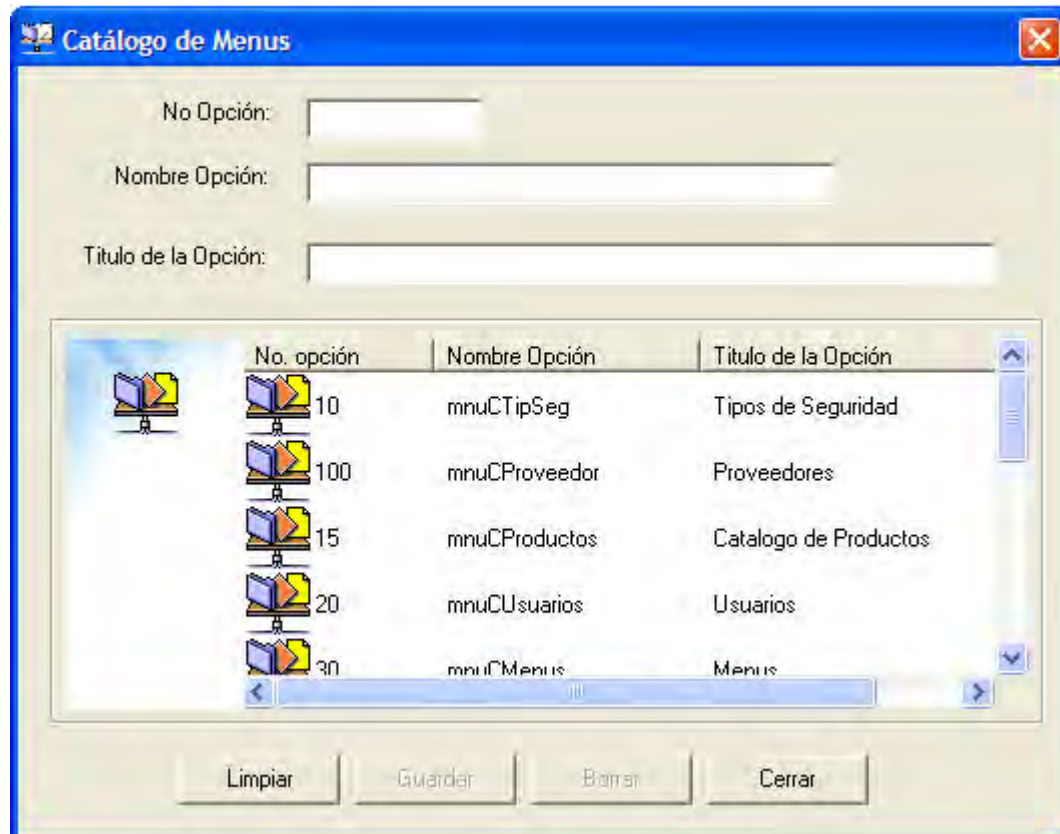 Catálogo de Menus
No Opción:
Nombre Opción:
Titulo de la Opción:
No. opción Nombre Opción Titulo de la Opción
10 mnuCTipSeg Tipos de Seguridad
100 mnuCProveedor Proveedores
15 mnuCProductos Catalogo de Productos
20 mnuCUsuarios Usuarios
30 mnuCMenus Menus
Limpiar Guardar Borrar Cerrar